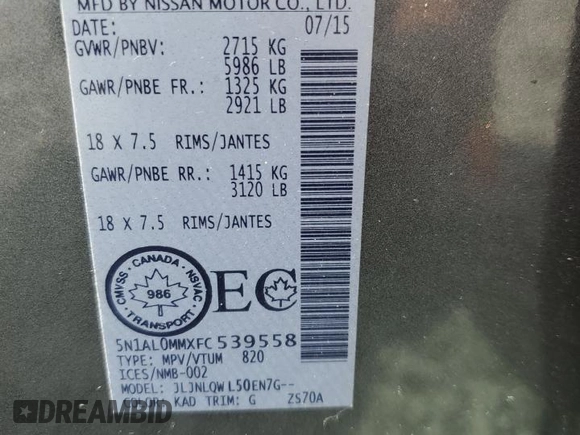 MFD BY NISSAN MOTOR CO., LTD.
DATE: 07/15
GVWR/PNBV: 2715 KG
5986 LB
GAWR/PNBE FR.: 1325 KG
2921 LB
18 X 7.5 RIMS/JANTES
GAWR/PNBE RR.: 1415 KG
3120 LB
18 X 7.5 RIMS/JANTES
CMVSS · CANADA · NSVAC
986
TRANSPORT
EC
5N1AL0MMXFC539558
TYPE: MPV/VTUM 820
ICES/NMB-002
MODEL: JLJNLQWL50EN7G--
COLOR: KAD TRIM: G ZS70A
DREAMBID